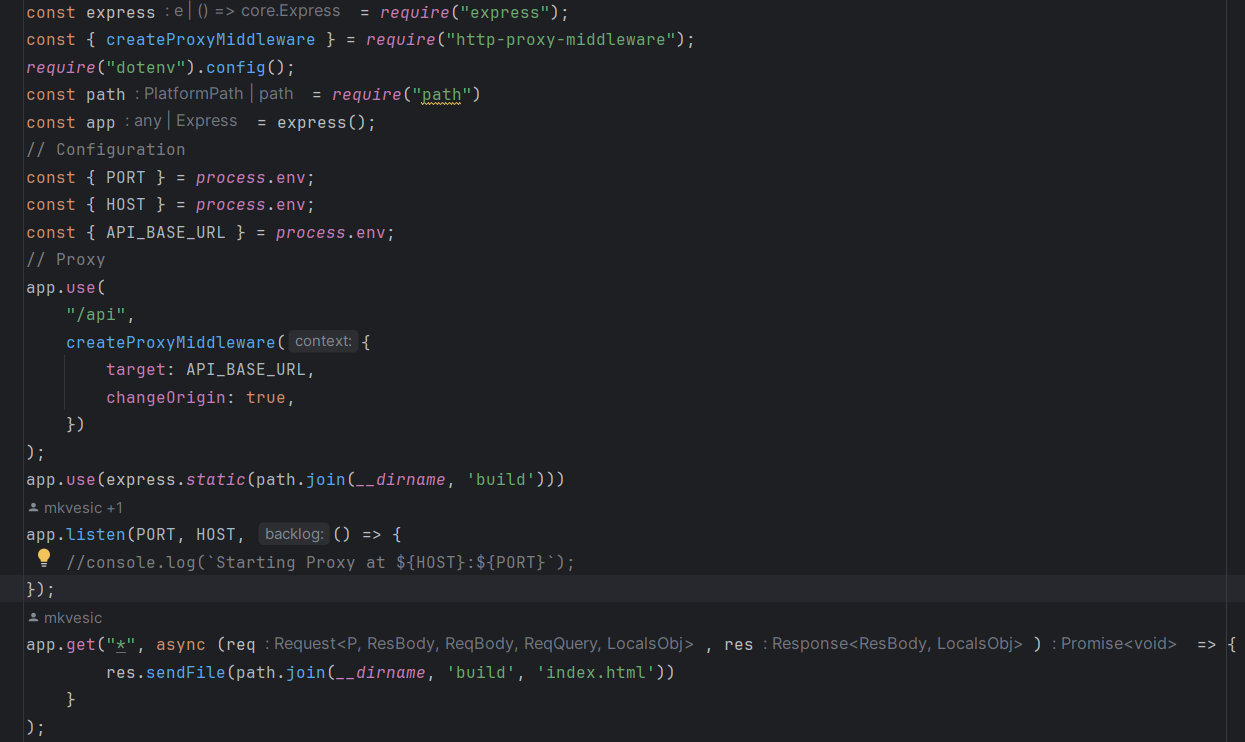 const express : e | () => core.Express = require("express");
const { createProxyMiddleware } = require("http-proxy-middleware");
require("dotenv").config();
const path : PlatformPath | path = require("path")
const app : any | Express = express();
// Configuration
const { PORT } = process.env;
const { HOST } = process.env;
const { API_BASE_URL } = process.env;
// Proxy
app.use(
    "/api",
    createProxyMiddleware( context: {
        target: API_BASE_URL,
        changeOrigin: true,
    })
);
app.use(express.static(path.join(__dirname, 'build')))
mkvesic +1
app.listen(PORT, HOST, backlog: () => {
    //console.log(`Starting Proxy at ${HOST}:${PORT}`);
});
mkvesic
app.get("*", async (req : Request<P, ResBody, ReqBody, ReqQuery, LocalsObj> , res : Response<ResBody, LocalsObj> ) : Promise<void> => {
        res.sendFile(path.join(__dirname, 'build', 'index.html'))
    }
);